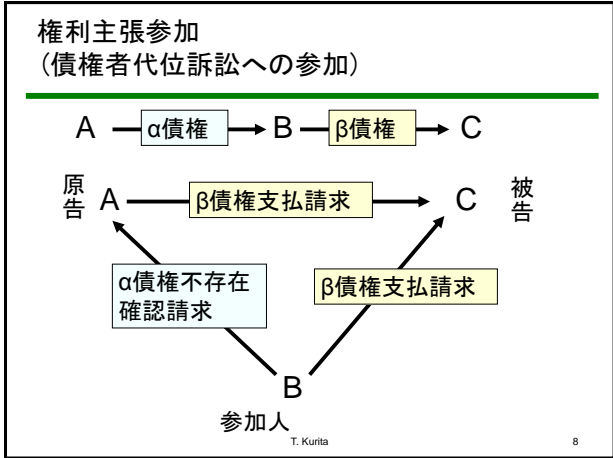 権利主張参加
（債権者代位訴訟への参加）
A α債権 B β債権 C
原告 A β債権支払請求 C 被告
α債権不存在
確認請求
β債権支払請求
B
参加人
T. Kurita 8